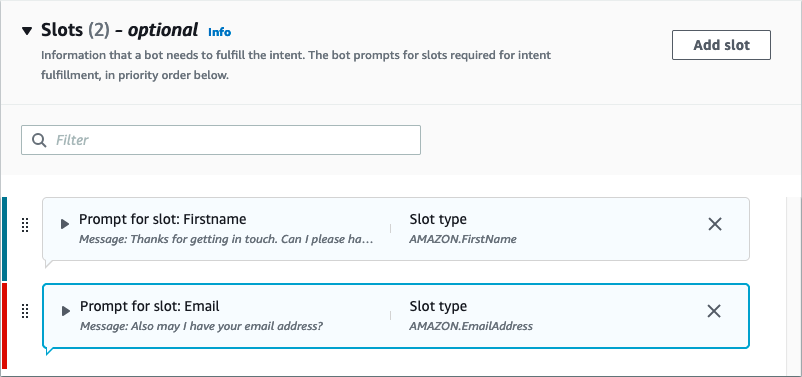 Slots (2) - optional Info
Information that a bot needs to fulfill the intent. The bot prompts for slots required for intent
fulfillment, in priority order below.
Add slot
Filter
Prompt for slot: Firstname
Message: Thanks for getting in touch. Can I please ha...
Slot type
AMAZON.FirstName
Prompt for slot: Email
Message: Also may I have your email address?
Slot type
AMAZON.EmailAddress